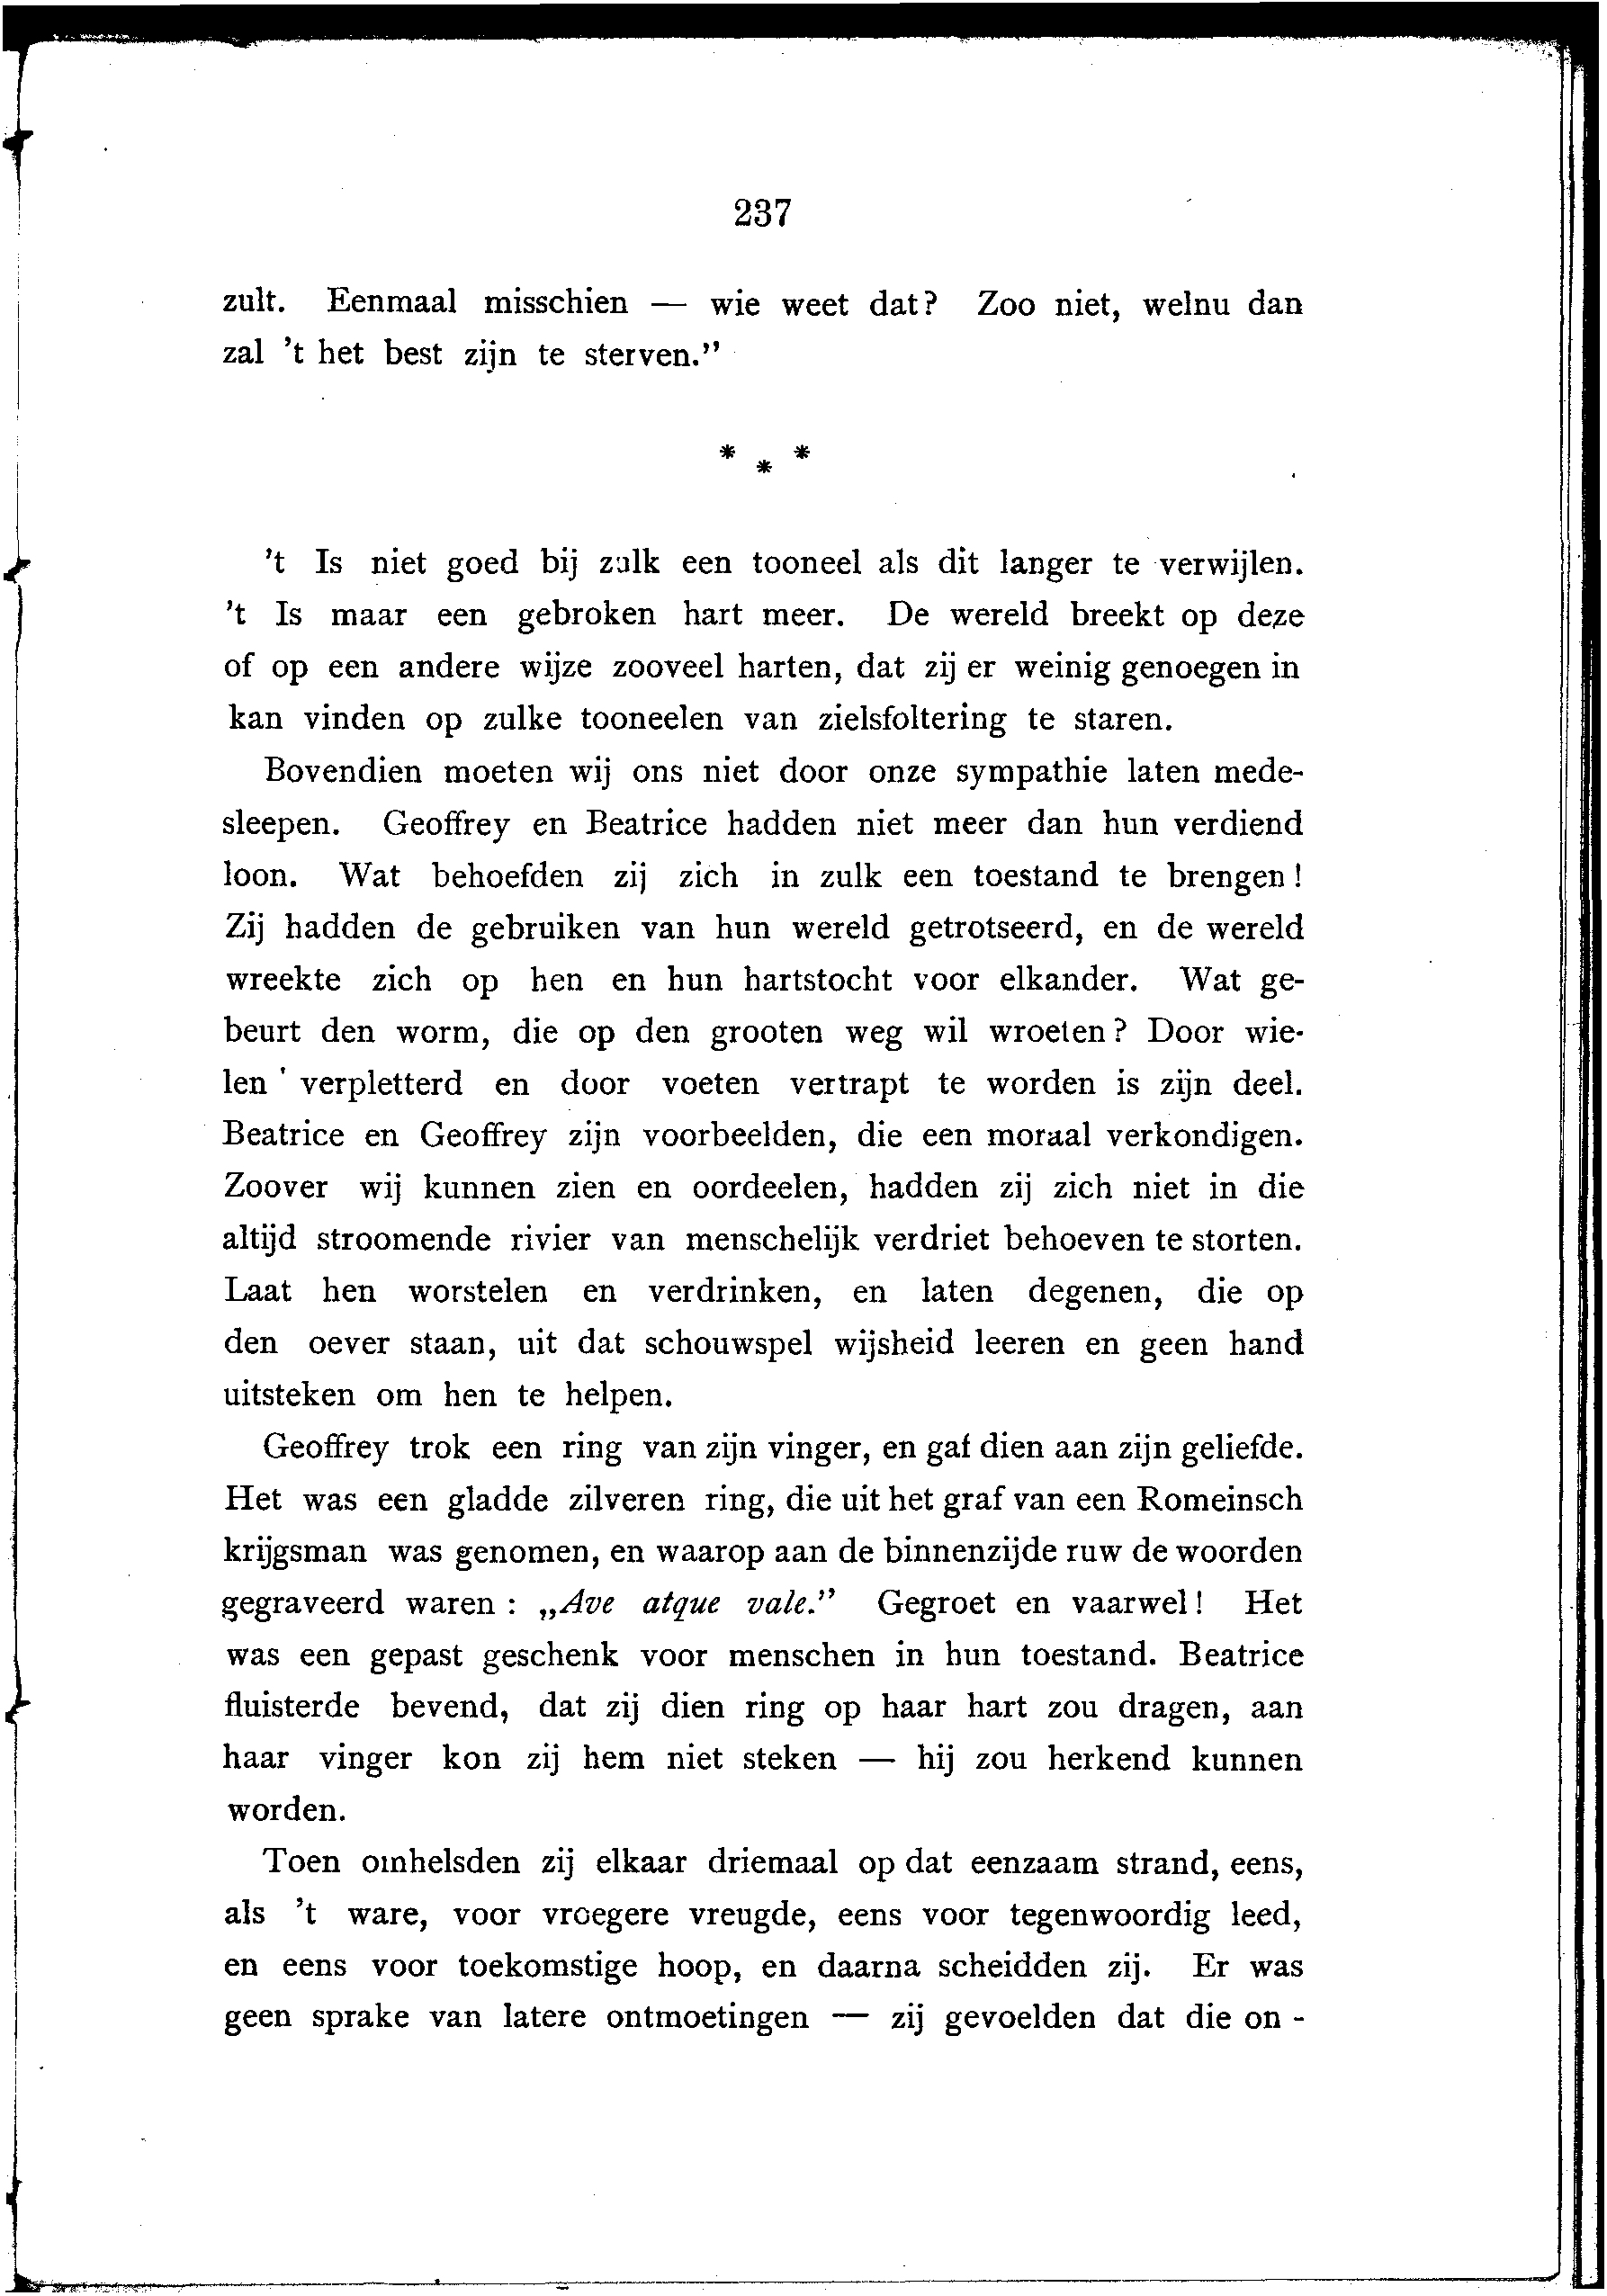 237
zult. Eenmaal misschien — wie weet dat? Zoo niet, welnu dan
zal 't het best zijn te sterven."
* * *
't Is niet goed bij zulk een tooneel als dit langer te verwijlen.
't Is maar een gebroken hart meer. De wereld breekt op deze
of op een andere wijze zooveel harten, dat zij er weinig genoegen in
kan vinden op zulke tooneelen van zielsfoltering te staren.
Bovendien moeten wij ons niet door onze sympathie laten mede-
sleepen. Geoffrey en Beatrice hadden niet meer dan hun verdiend
loon. Wat behoefden zij zich in zulk een toestand te brengen!
Zij hadden de gebruiken van hun wereld getrotseerd, en de wereld
wreekte zich op hen en hun hartstocht voor elkander. Wat ge-
beurt den worm, die op den grooten weg wil wroeten? Door wie-
len verpletterd en door voeten vertrapt te worden is zijn deel.
Beatrice en Geoffrey zijn voorbeelden, die een moraal verkondigen.
Zoover wij kunnen zien en oordeelen, hadden zij zich niet in die
altijd stroomende rivier van menschelijk verdriet behoeven te storten.
Laat hen worstelen en verdrinken, en laten degenen, die op
den oever staan, uit dat schouwspel wijsheid leeren en geen hand
uitsteken om hen te helpen.
Geoffrey trok een ring van zijn vinger, en gaf dien aan zijn geliefde.
Het was een gladde zilveren ring, die uit het graf van een Romeinsch
krijgsman was genomen, en waarop aan de binnenzijde ruw de woorden
gegraveerd waren: „Ave atque vale." Gegroet en vaarwel! Het
was een gepast geschenk voor menschen in hun toestand. Beatrice
fluisterde bevend, dat zij dien ring op haar hart zou dragen, aan
haar vinger kon zij hem niet steken — hij zou herkend kunnen
worden.
Toen omhelsden zij elkaar driemaal op dat eenzaam strand, eens,
als 't ware, voor vroegere vreugde, eens voor tegenwoordig leed,
en eens voor toekomstige hoop, en daarna scheidden zij. Er was
geen sprake van latere ontmoetingen — zij gevoelden dat die on-